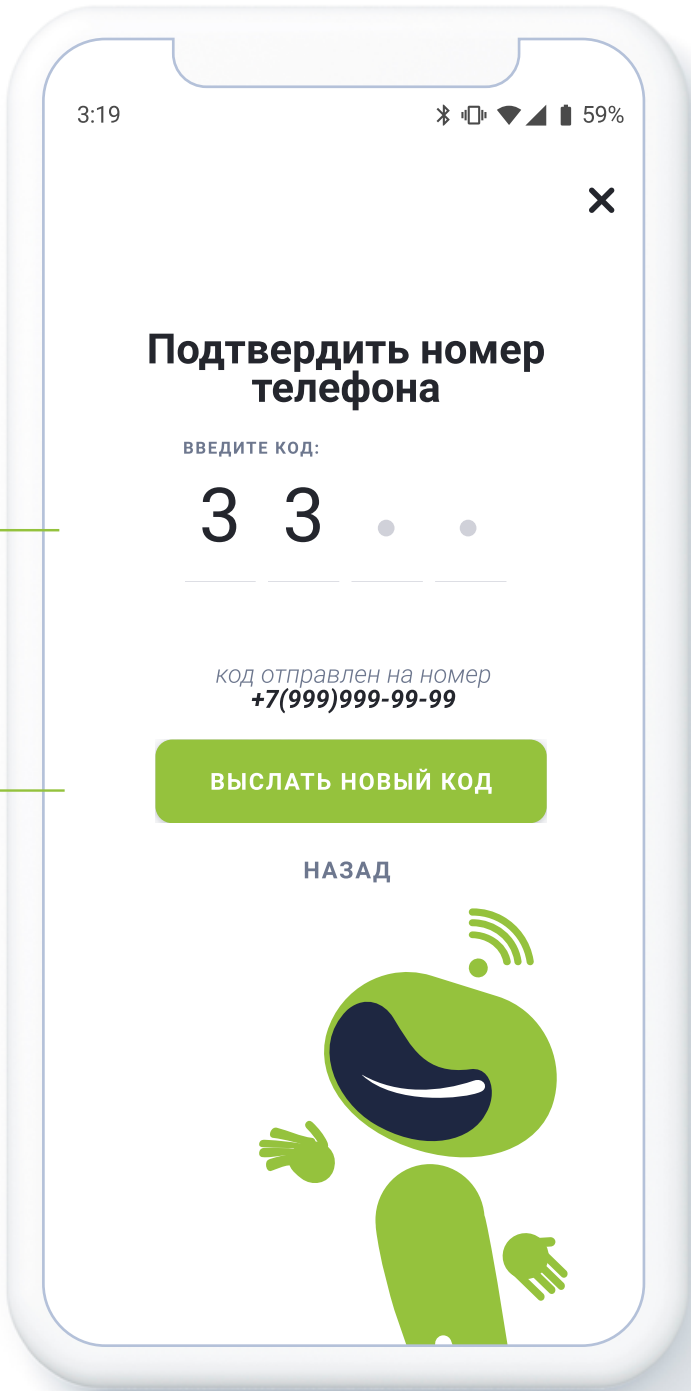 3:19 59%
Подтвердить номер
телефона
ВВЕДИТЕ КОД:
3 3
код отправлен на номер
+7(999)999-99-99
ВЫСЛАТЬ НОВЫЙ КОД
НАЗАД